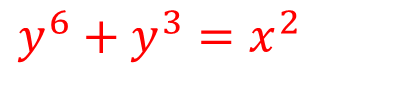 y⁶ + y³ = x²